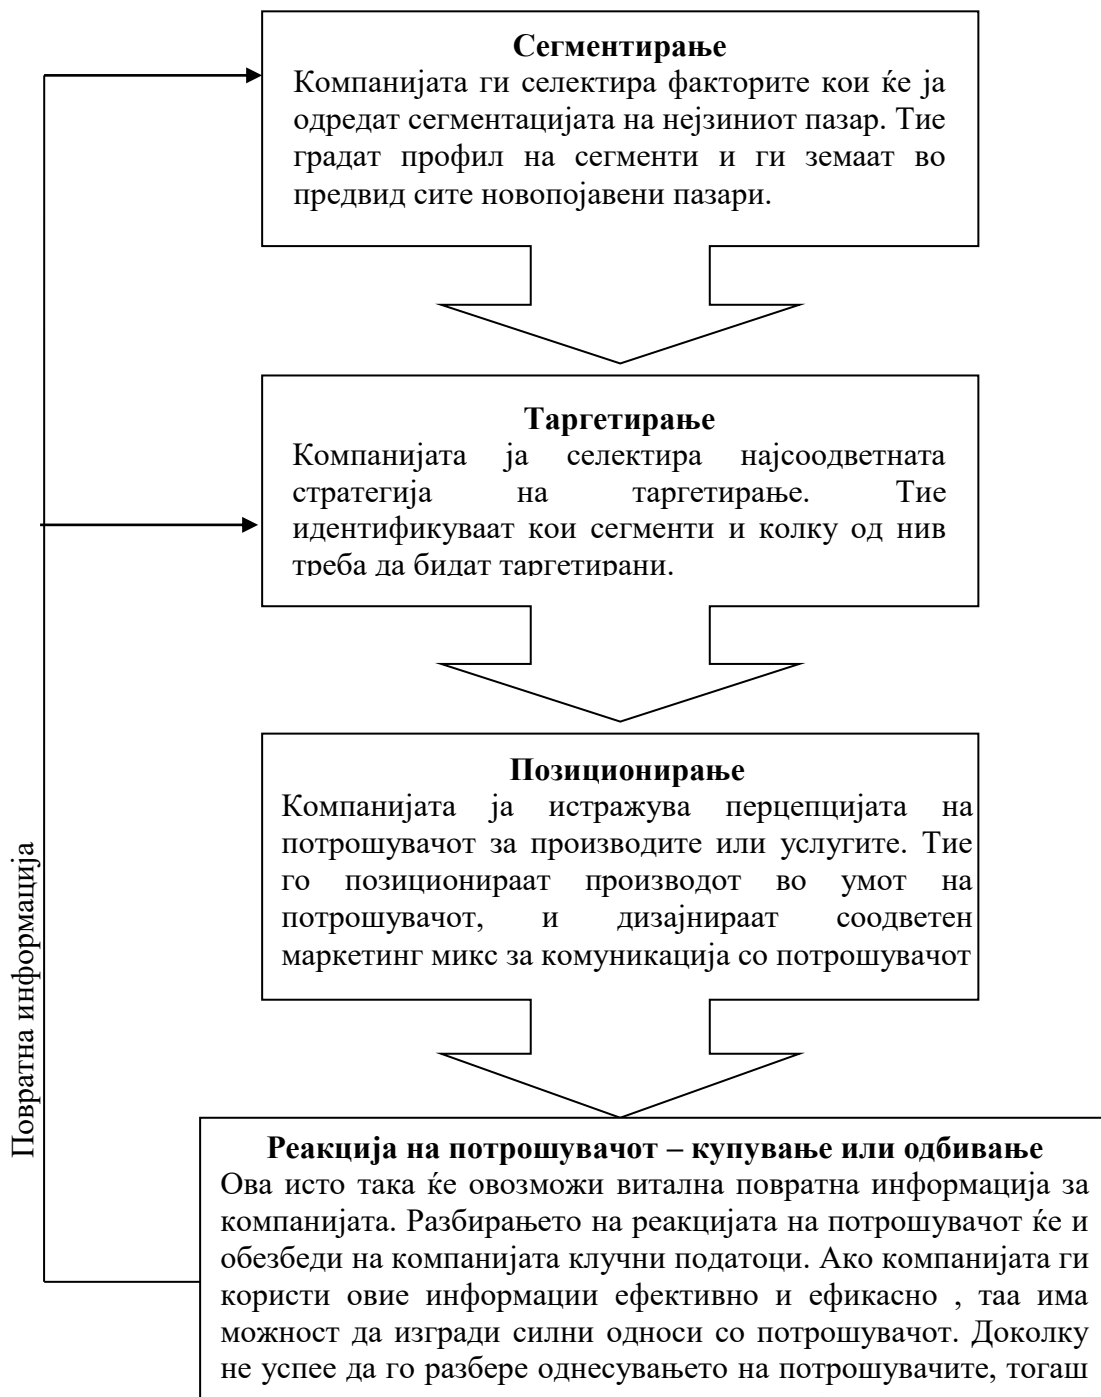 Сегментирање
Компанијата ги селектира факторите кои ќе ја
одредат сегментацијата на нејзиниот пазар. Тие
градат профил на сегменти и ги земаат во
предвид сите новопојавени пазари.
Таргетирање
Компанијата ја селектира најсоодветната
стратегија на таргетирање. Тие
идентификуваат кои сегменти и колку од нив
треба да бидат таргетирани.
Позиционирање
Компанијата ја истражува перцепцијата на
потрошувачот за производите или услугите. Тие
го позиционираат производот во умот на
потрошувачот, и дизајнираат соодветен
маркетинг микс за комуникација со потрошувачот
Повратна информација
Реакција на потрошувачот – купување или одбивање
Ова исто така ќе овозможи витална повратна информација за
компанијата. Разбирањето на реакцијата на потрошувачот ќе и
обезбеди на компанијата клучни податоци. Ако компанијата ги
користи овие информации ефективно и ефикасно , таа има
можност да изгради силни односи со потрошувачот. Доколку
не успее да го разбере однесувањето на потрошувачите, тогаш